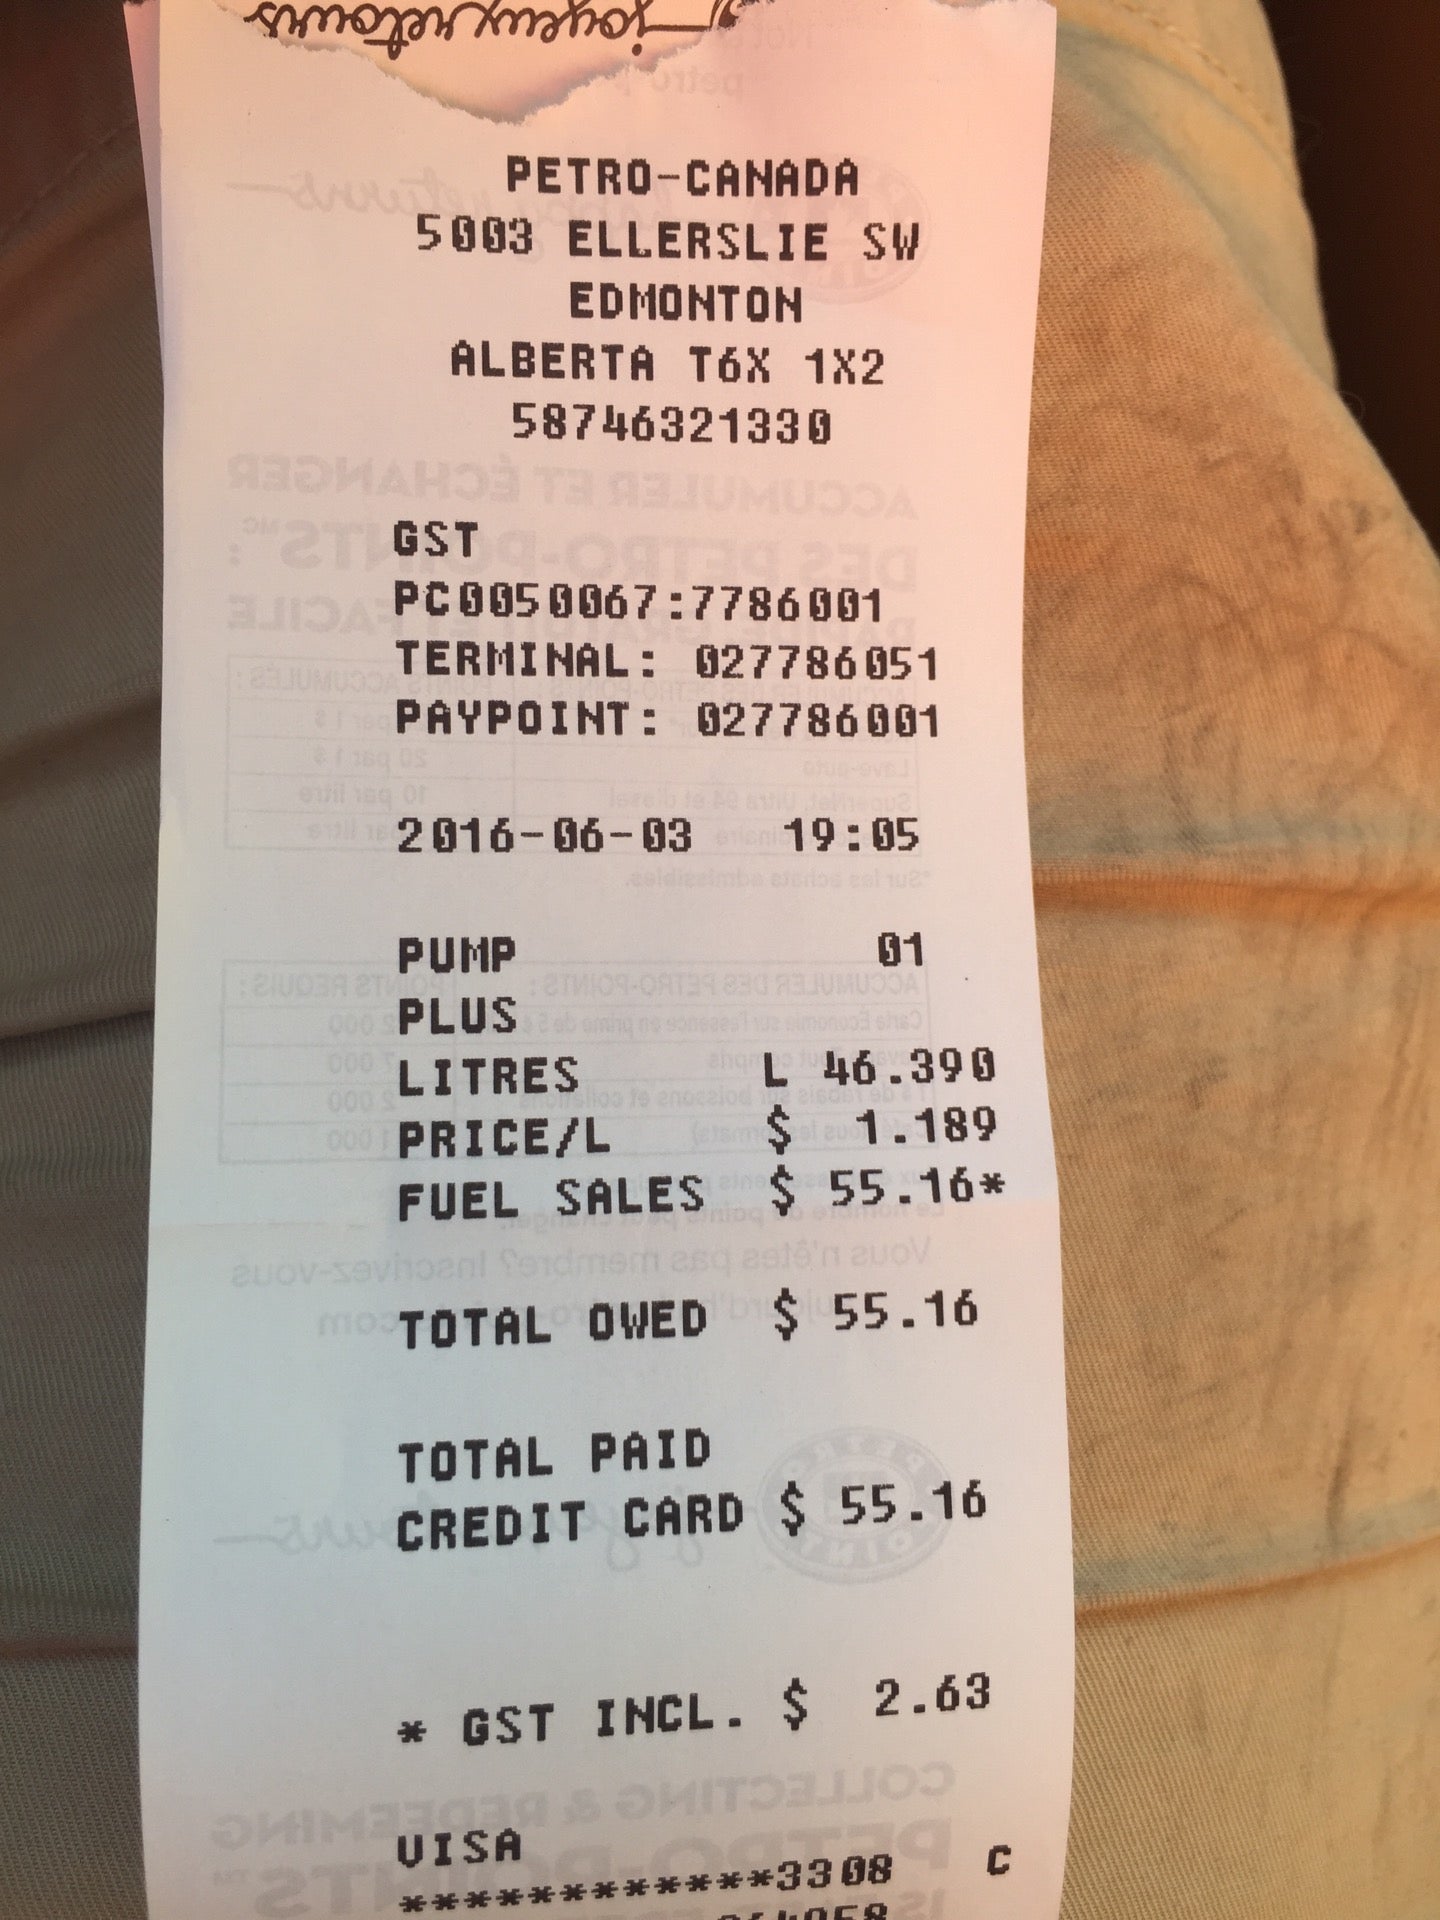 joyeux retours
PETRO-CANADA
5003 ELLERSLIE SW
EDMONTON
ALBERTA T6X 1X2
58746321330
GST
PC0050067:7786001
TERMINAL: 027786051
PAYPOINT: 027786001
2016-06-03 19:05
PUMP 01
PLUS
LITRES L 46.390
PRICE/L $ 1.189
FUEL SALES $ 55.16*
TOTAL OWED $ 55.16
TOTAL PAID
CREDIT CARD $ 55.16
* GST INCL. $ 2.63
VISA
************3308 C